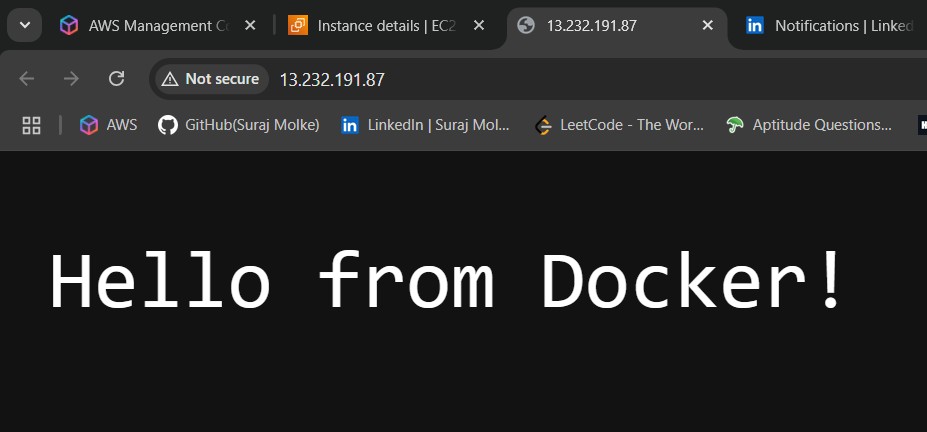 AWS Management Co
Instance details | EC2
13.232.191.87
Notifications | Linked
Not secure
13.232.191.87
AWS
GitHub(Suraj Molke)
LinkedIn | Suraj Mol...
LeetCode - The Wor...
Aptitude Questions...
Hello from Docker!